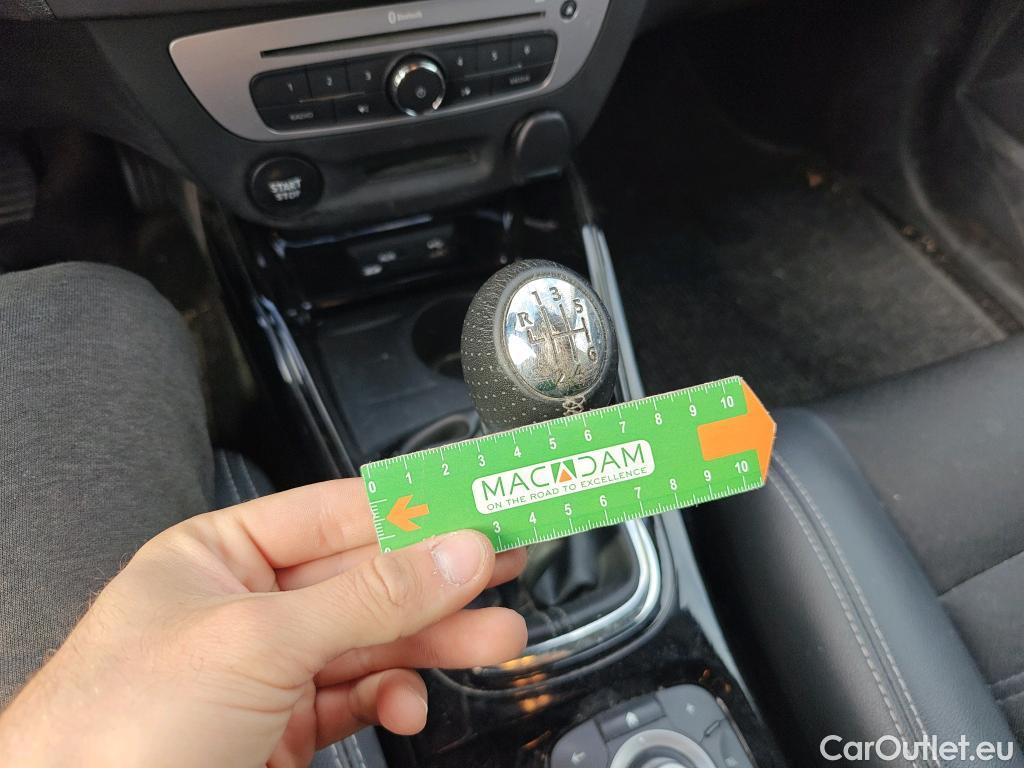 Bluetooth
1 2 3 4 5 6
RADIO MEDIA
START
STOP
1 3 5
R
2 4 6
0 1 2 3 4 5 6 7 8 9 10
MACADAM
ON THE ROAD TO EXCELLENCE
3 4 5 6 7 8 9 10
CarOutlet.eu